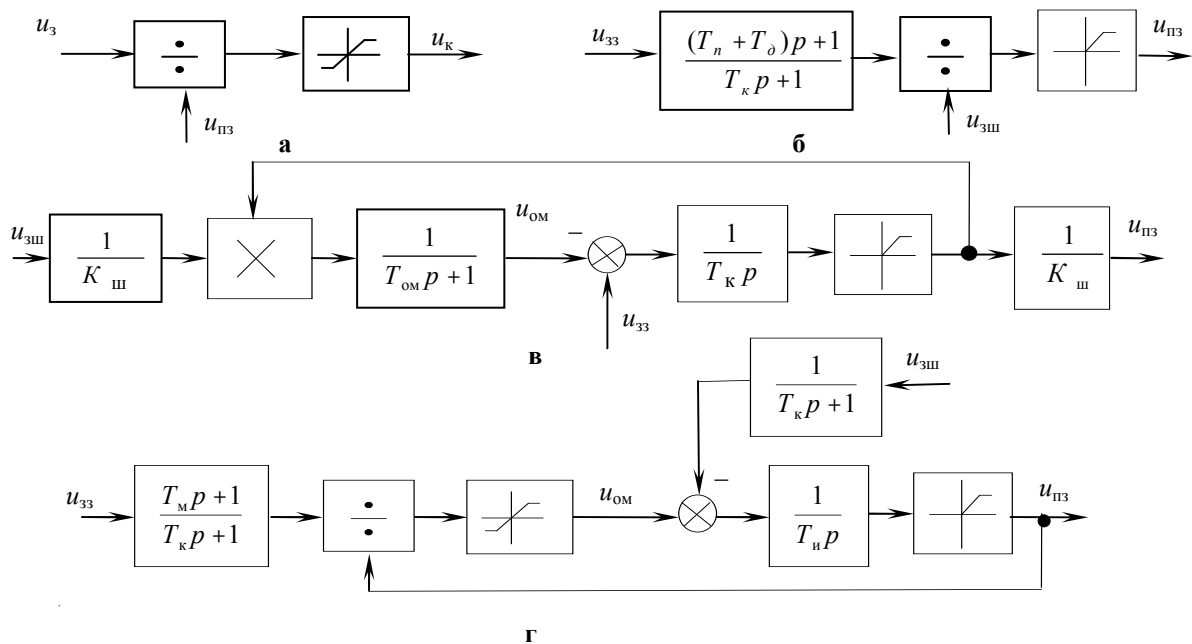 u_з
÷
u_к
u_пз
а
u_зз
(T_п + T_д)p + 1
T_к p + 1
÷
u_зш
u_пз
б
u_зш
1
K_ш
×
1
T_ом p + 1
u_ом
−
u_зз
1
T_к p
1
K_ш
u_пз
в
1
T_к p + 1
u_зш
u_зз
T_м p + 1
T_к p + 1
÷
u_ом
−
1
T_и p
u_пз
г